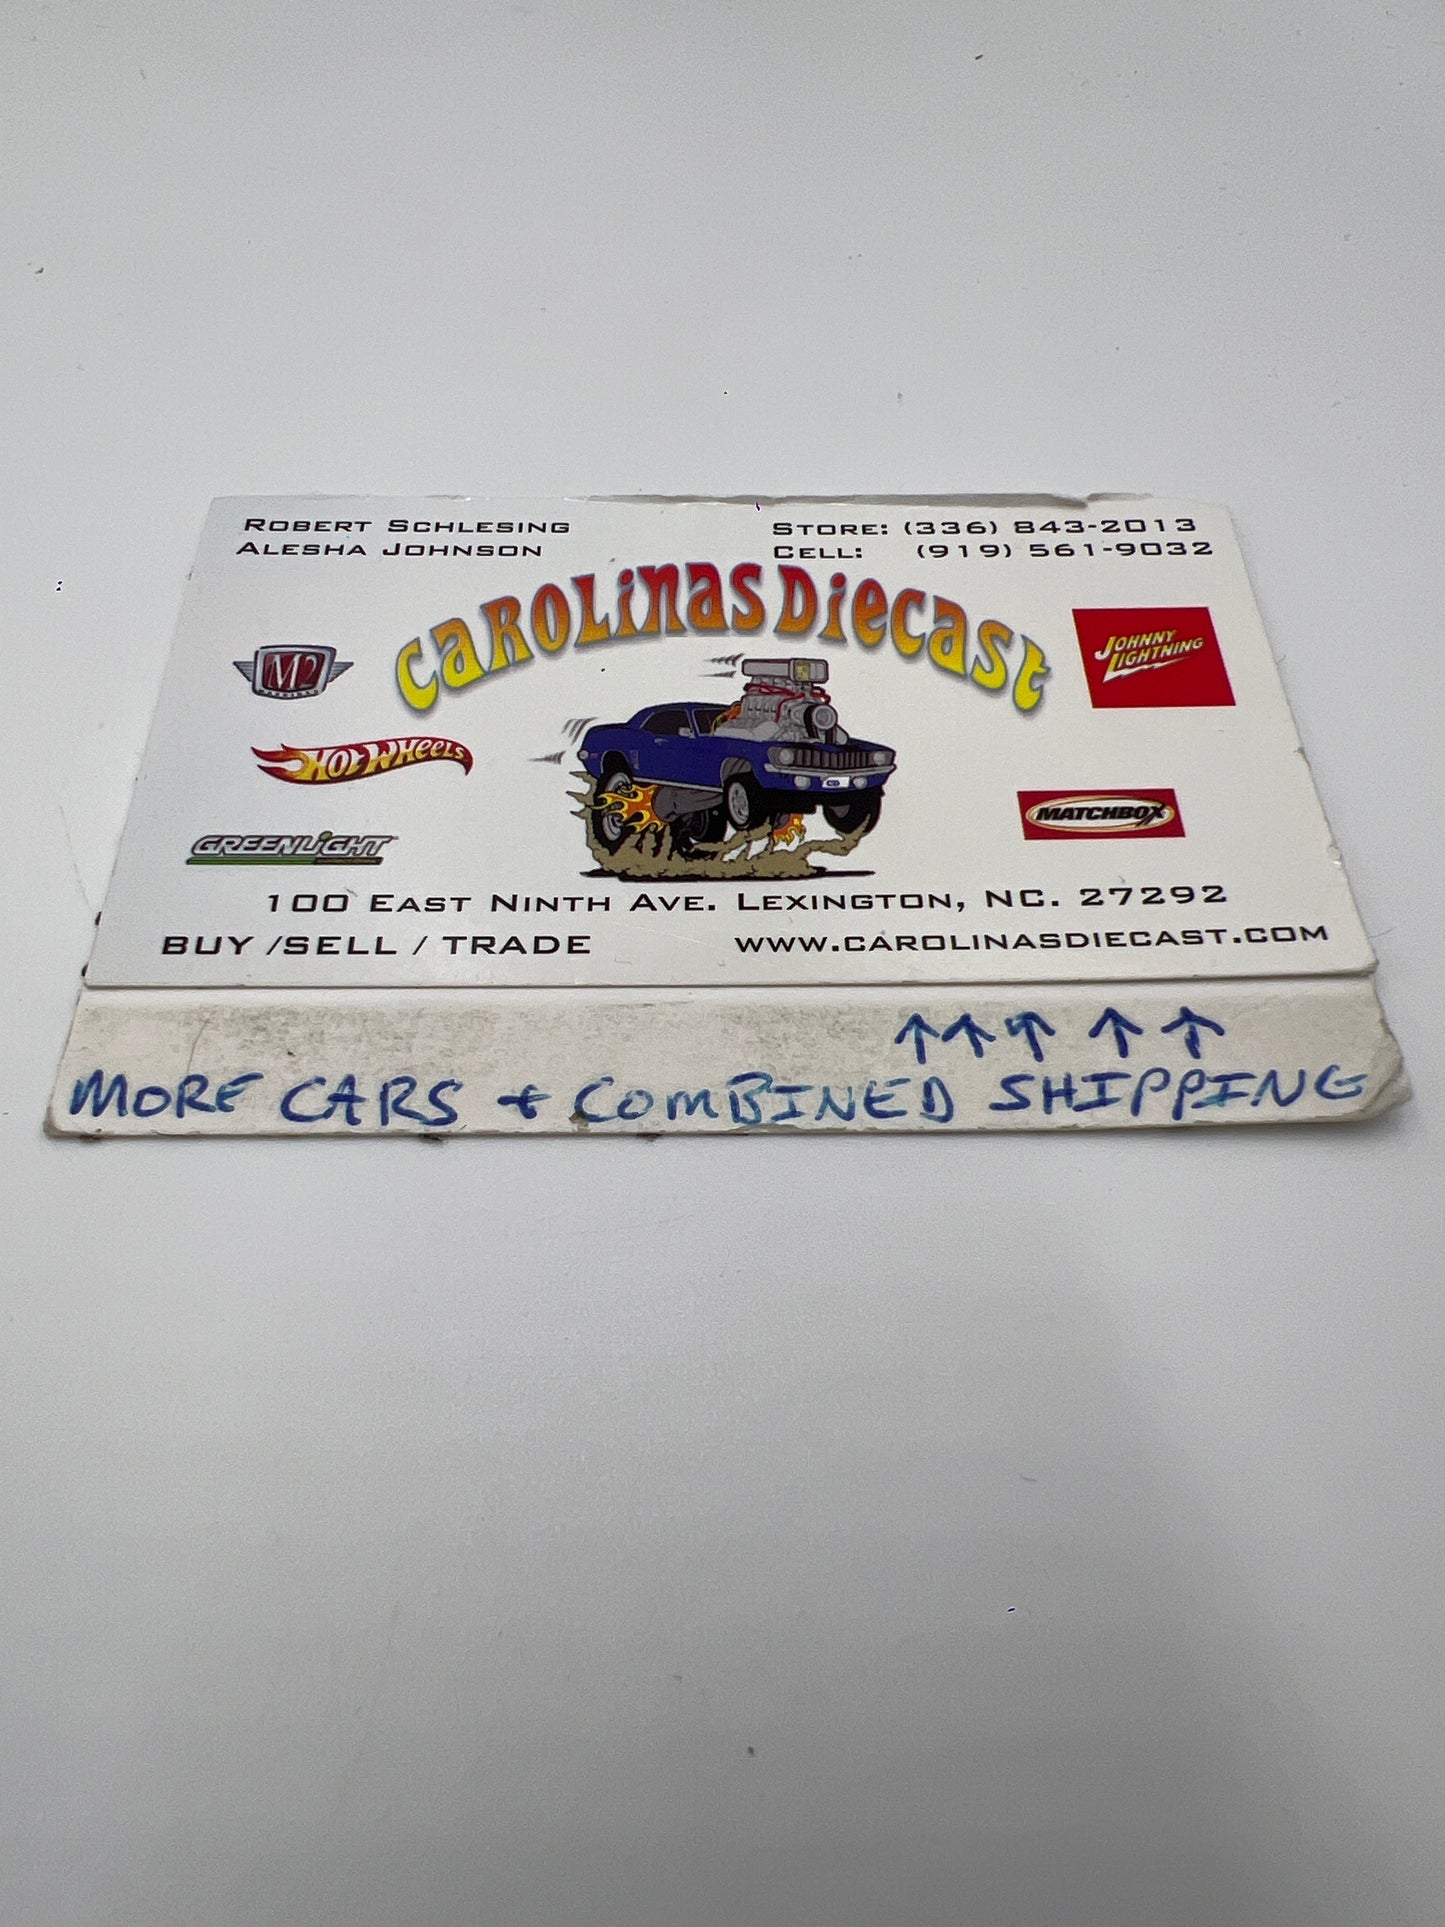 ROBERT SCHLESING
ALESHA JOHNSON
STORE: (336) 843-2013
CELL: (919) 561-9032
CAROLINAS DIECAST
M2
JOHNNY
LIGHTNING
HOT WHEELS
MATCHBOX
GREENLIGHT
100 EAST NINTH AVE. LEXINGTON, NC. 27292
BUY /SELL / TRADE
WWW.CAROLINASDIECAST.COM
↑ ↑ ↑ ↑ ↑
MORE CARS + COMBINED SHIPPING